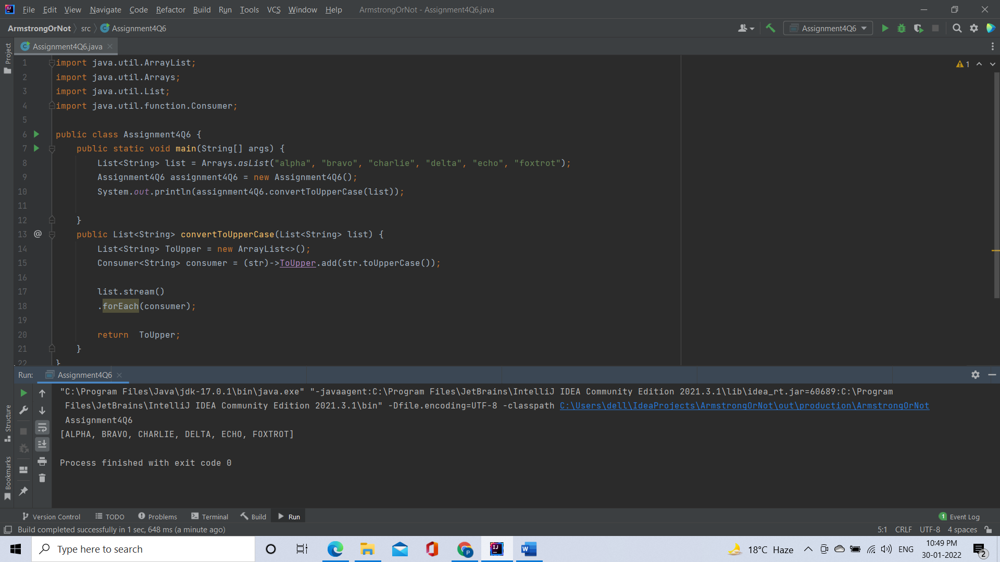 File Edit View Navigate Code Refactor Build Run Tools VCS Window Help ArmstrongOrNot - Assignment4Q6.java
ArmstrongOrNot src Assignment4Q6 Assignment4Q6
Project
Assignment4Q6.java
1 import java.util.ArrayList;
2 import java.util.Arrays;
3 import java.util.List;
4 import java.util.function.Consumer;
5
6 public class Assignment4Q6 {
7 public static void main(String[] args) {
8 List<String> list = Arrays.asList("alpha", "bravo", "charlie", "delta", "echo", "foxtrot");
9 Assignment4Q6 assignment4Q6 = new Assignment4Q6();
10 System.out.println(assignment4Q6.convertToUpperCase(list));
11
12 }
13 @ public List<String> convertToUpperCase(List<String> list) {
14 List<String> ToUpper = new ArrayList<>();
15 Consumer<String> consumer = (str)->ToUpper.add(str.toUpperCase());
16
17 list.stream()
18 .forEach(consumer);
19
20 return  ToUpper;
21 }
22 }
1
Run: Assignment4Q6
"C:\Program Files\Java\jdk-17.0.1\bin\java.exe" "-javaagent:C:\Program Files\JetBrains\IntelliJ IDEA Community Edition 2021.3.1\lib\idea_rt.jar=60689:C:\Program
Files\JetBrains\IntelliJ IDEA Community Edition 2021.3.1\bin" -Dfile.encoding=UTF-8 -classpath C:\Users\dell\IdeaProjects\ArmstrongOrNot\out\production\ArmstrongOrNot
Assignment4Q6
[ALPHA, BRAVO, CHARLIE, DELTA, ECHO, FOXTROT]
Process finished with exit code 0
Structure
Bookmarks
Version Control TODO Problems Terminal Build Run 1 Event Log
Build completed successfully in 1 sec, 648 ms (a minute ago) 5:1 CRLF UTF-8 4 spaces
Type here to search 18°C Haze ENG 10:49 PM
30-01-2022 2